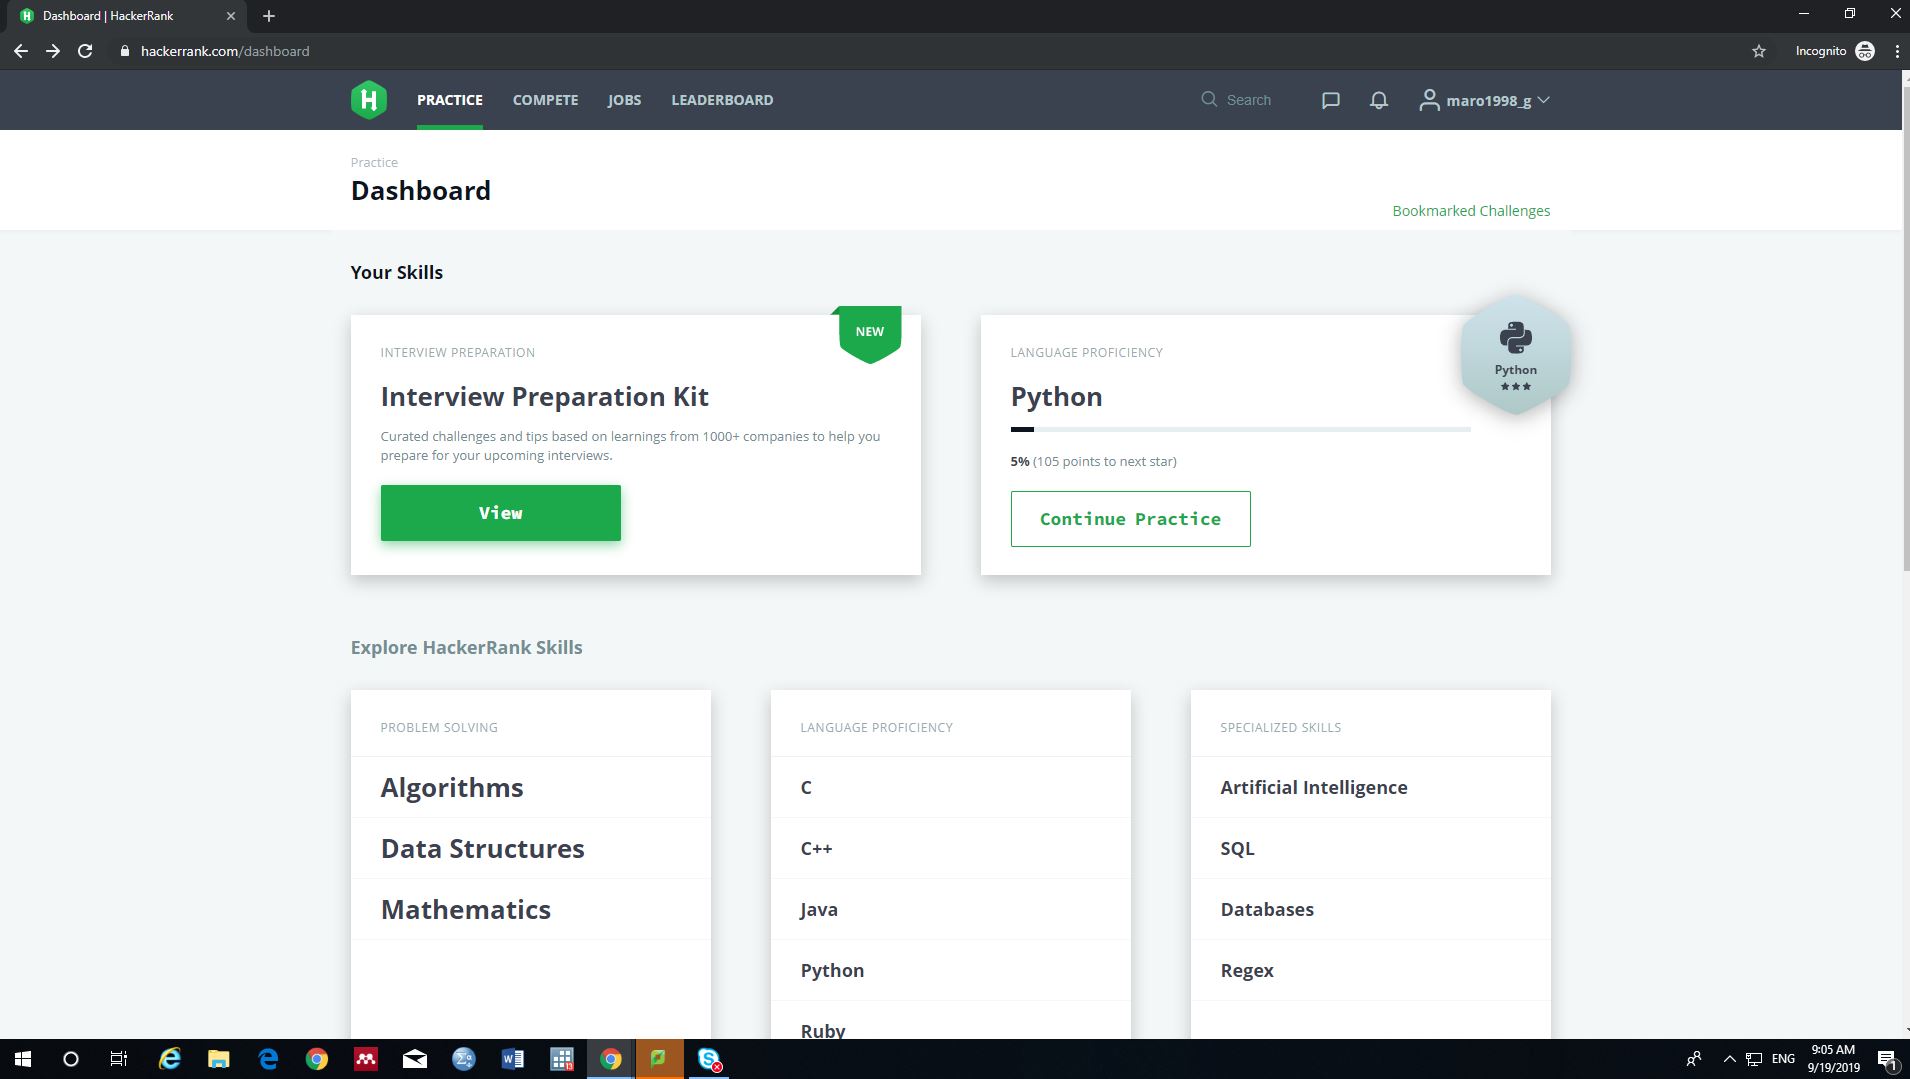 Dashboard | HackerRank
hackerrank.com/dashboard
Incognito
H
PRACTICE COMPETE JOBS LEADERBOARD
Search
maro1998_g
Practice
Dashboard
Bookmarked Challenges
Your Skills
NEW
INTERVIEW PREPARATION
Interview Preparation Kit
Curated challenges and tips based on learnings from 1000+ companies to help you
prepare for your upcoming interviews.
View
LANGUAGE PROFICIENCY
Python
Python
5% (105 points to next star)
Continue Practice
Explore HackerRank Skills
PROBLEM SOLVING
Algorithms
Data Structures
Mathematics
LANGUAGE PROFICIENCY
C
C++
Java
Python
Ruby
SPECIALIZED SKILLS
Artificial Intelligence
SQL
Databases
Regex
ENG
9:05 AM
9/19/2019
1